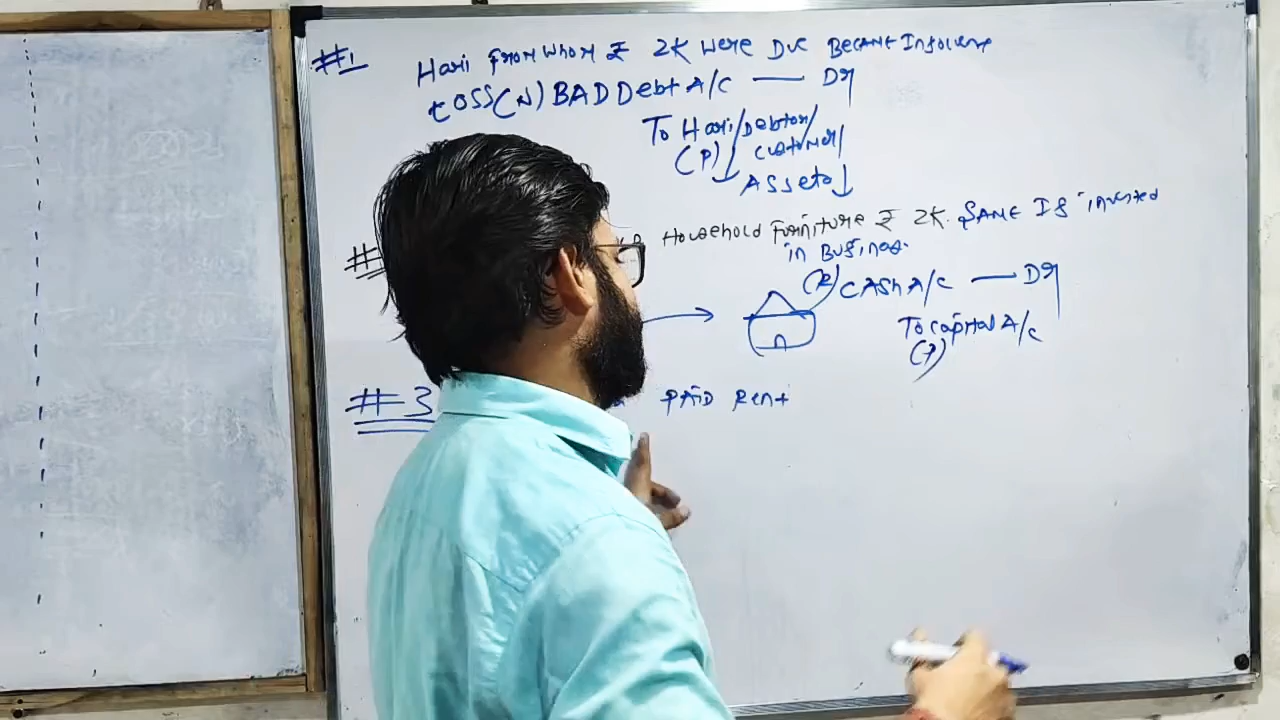 #1 Hari From Whom ₹ 2K Were Due Became Insolvent
LOSS(N) BAD Debt A/C — Dr
To Hari/Debtor/
(P) Customer/
Assets↓
# Household Furniture ₹ 2K. SAME IS invested
in Business.
(R) CASh A/C — Dr
To capital A/c
(P)
#3 PAID Rent